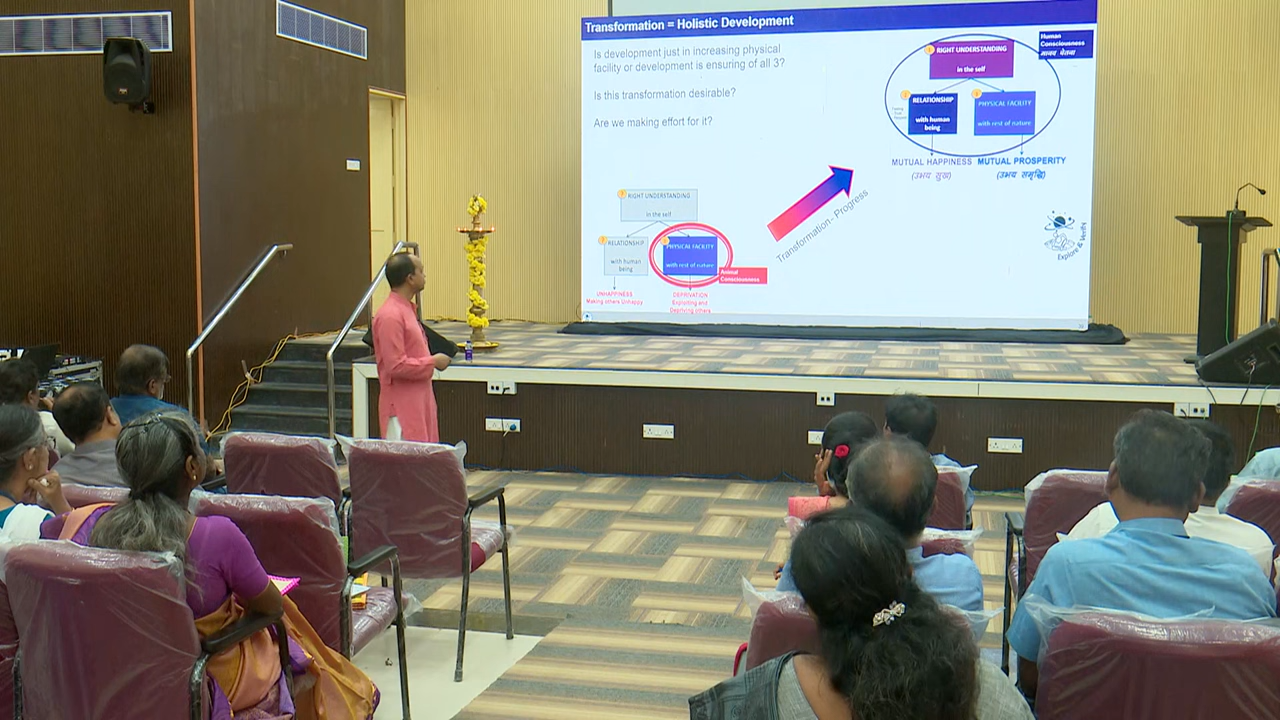 Transformation = Holistic Development
Is development just in increasing physical
facility or development is ensuring of all 3?
Is this transformation desirable?
Are we making effort for it?
Human
Consciousness
मानव चेतना
1
RIGHT UNDERSTANDING
in the self
2
RELATIONSHIP
with human
being
3
PHYSICAL FACILITY
with rest of nature
MUTUAL HAPPINESS
(उभय सुख)
MUTUAL PROSPERITY
(उभय समृद्धि)
Transformation- Progress
?
RIGHT UNDERSTANDING
in the self
RELATIONSHIP
with human
being
PHYSICAL FACILITY
with rest of nature
Animal
Consciousness
UNHAPPINESS
Making others Unhappy
DEPRIVATION
Exploiting and
Depriving others
Explore & Verify